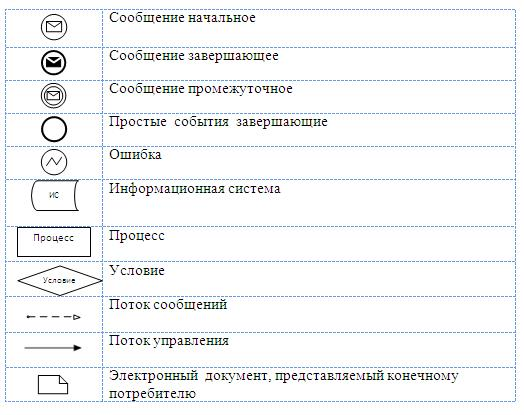 Сообщение начальное
Сообщение завершающее
Сообщение промежуточное
Простые события завершающие
Ошибка
ИС
Информационная система
Процесс
Процесс
Условие
Условие
Поток сообщений
Поток управления
Электронный документ, представляемый конечному
потребителю